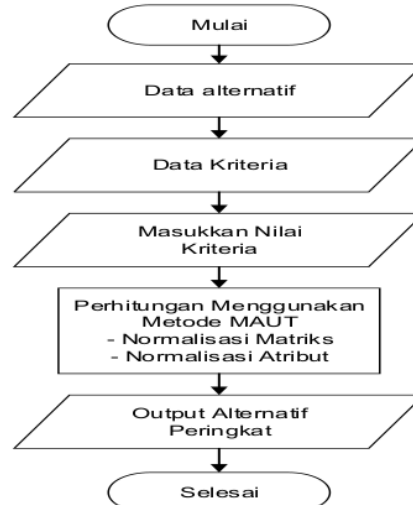 Mulai
Data alternatif
Data Kriteria
Masukkan Nilai
Kriteria
Perhitungan Menggunakan
Metode MAUT
- Normalisasi Matriks
- Normalisasi Atribut
Output Alternatif
Peringkat
Selesai